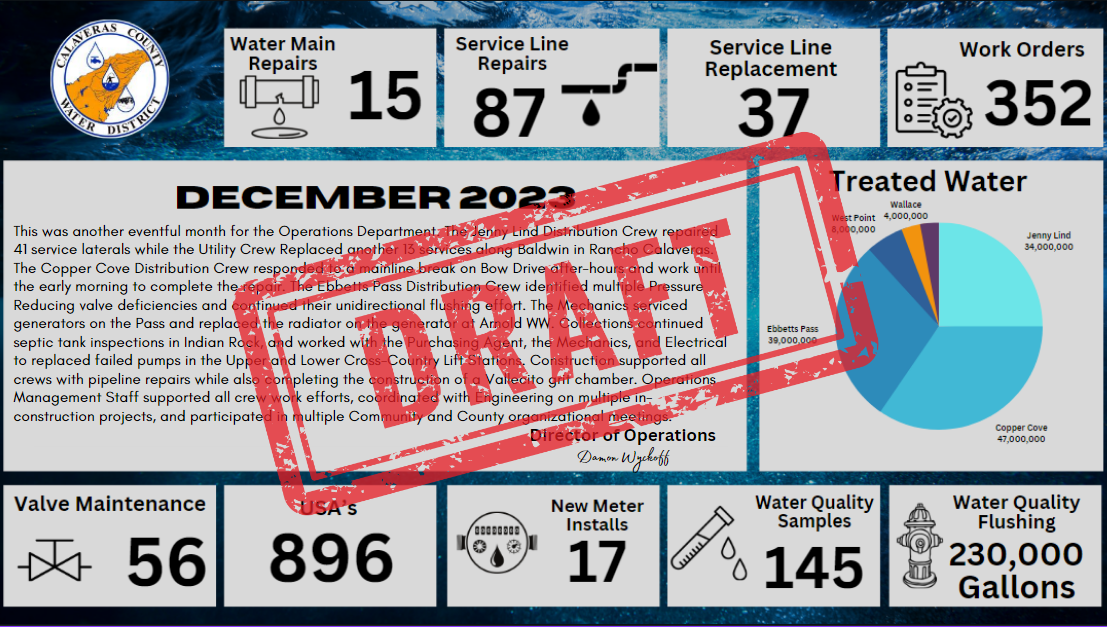 CALAVERAS COUNTY
WATER DISTRICT
Water Main
Repairs
15
Service Line
Repairs
87
Service Line
Replacement
37
Work Orders
352
DECEMBER 2023
This was another eventful month for the Operations Department. The Jenny Lind Distribution Crew repaired
41 service laterals while the Utility Crew Replaced another 13 services along Baldwin in Rancho Calaveras.
The Copper Cove Distribution Crew responded to a mainline break on Bow Drive after-hours and work until
the early morning to complete the repair. The Ebbetts Pass Distribution Crew identified multiple Pressure
Reducing valve deficiencies and continued their unidirectional flushing effort. The Mechanics serviced
generators on the Pass and replaced the radiator on the generator at Arnold WW. Collections continued
septic tank inspections in Indian Rock, and worked with the Purchasing Agent, the Mechanics, and Electrical
to replaced failed pumps in the Upper and Lower Cross-Country Lift Stations. Construction supported all
crews with pipeline repairs while also completing the construction of a Vallecito grit chamber. Operations
Management Staff supported all crew work efforts, coordinated with Engineering on multiple in-
construction projects, and participated in multiple Community and County organizational meetings.
Director of Operations
Damon Wyckoff
DRAFT
Treated Water
Wallace
4,000,000
West Point
6,000,000
Jenny Lind
34,000,000
Ebbetts Pass
39,000,000
Copper Cove
47,000,000
Valve Maintenance
56
USA's
896
New Meter
Installs
17
Water Quality
Samples
145
Water Quality
Flushing
230,000
Gallons